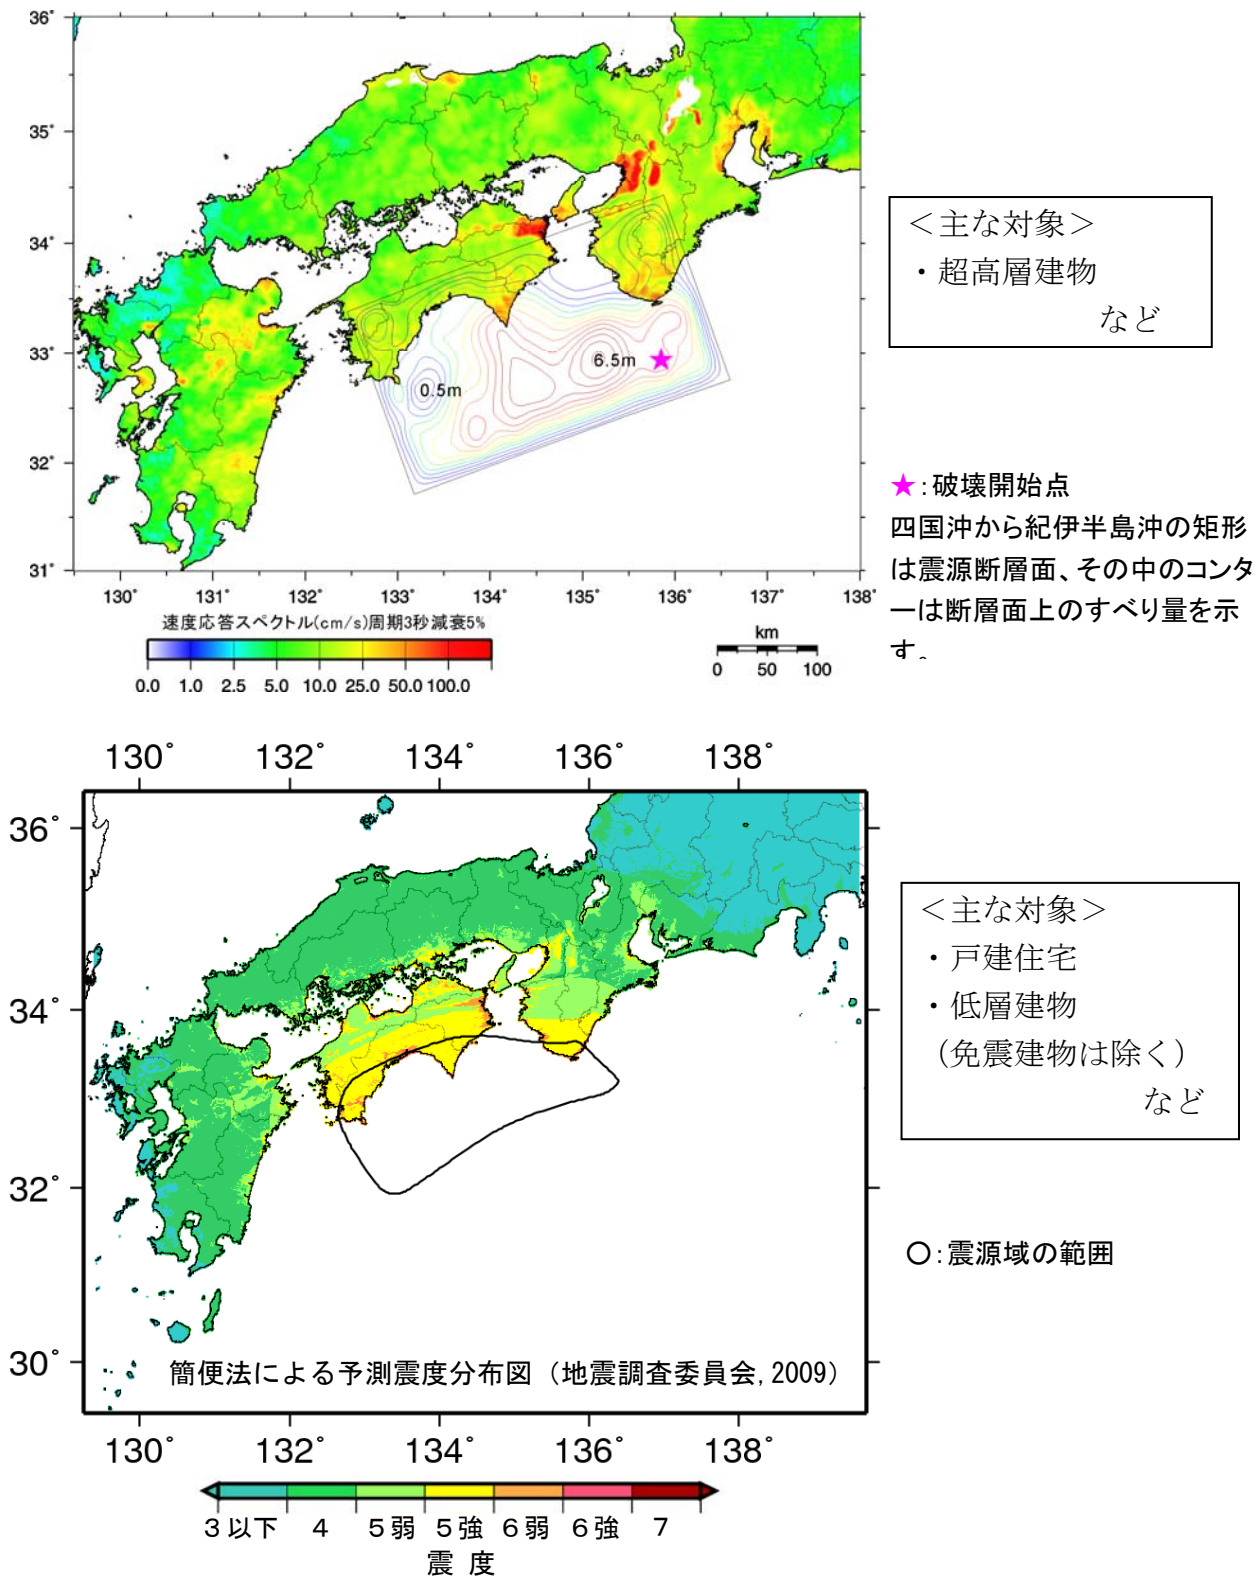 36°
35°
34°
33°
32°
31°
6.5m
0.5m
130° 131° 132° 133° 134° 135° 136° 137° 138°
速度応答スペクトル(cm/s)周期3秒減衰5%
0.0 1.0 2.5 5.0 10.0 25.0 50.0 100.0
km
0 50 100
＜主な対象＞
・超高層建物
など
★:破壊開始点
四国沖から紀伊半島沖の矩形
は震源断層面、その中のコンタ
ーは断層面上のすべり量を示
す。
130° 132° 134° 136° 138°
36°
34°
32°
30°
簡便法による予測震度分布図（地震調査委員会, 2009）
130° 132° 134° 136° 138°
３以下 ４ ５弱 ５強 ６弱 ６強 ７
震 度
＜主な対象＞
・戸建住宅
・低層建物
（免震建物は除く）
など
○:震源域の範囲